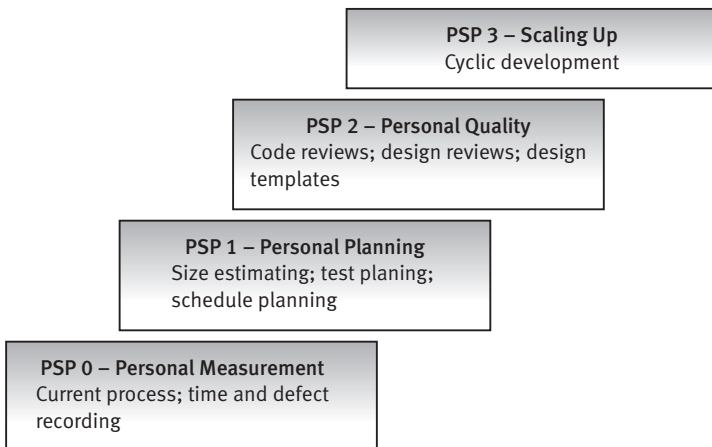 PSP 3 – Scaling Up
Cyclic development
PSP 2 – Personal Quality
Code reviews; design reviews; design
templates
PSP 1 – Personal Planning
Size estimating; test planing;
schedule planning
PSP 0 – Personal Measurement
Current process; time and defect
recording